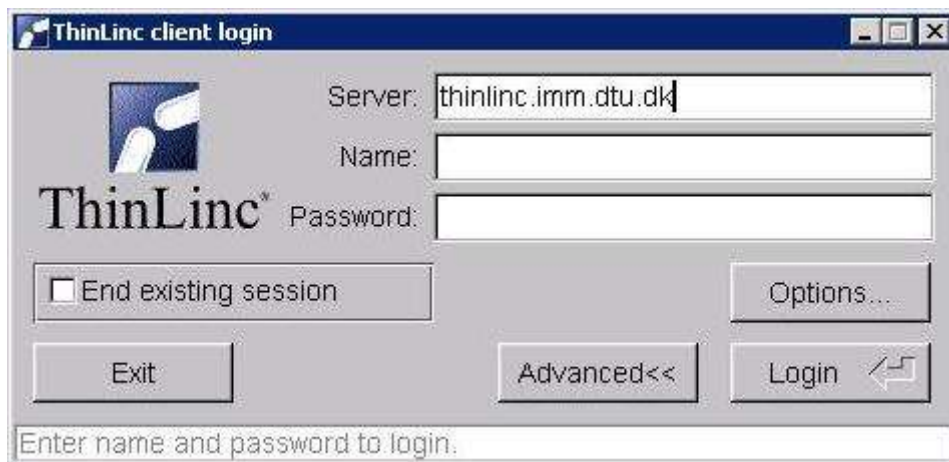 ThinLinc client login
Server: thinlinc.imm.dtu.dk
Name:
ThinLinc® Password:
End existing session Options...
Exit Advanced<< Login
Enter name and password to login.